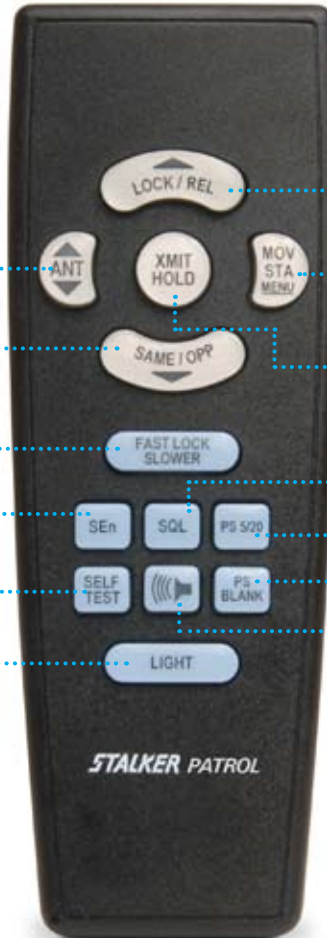 LOCK / REL
ANT
XMIT
HOLD
MOV
STA
MENU
SAME / OPP
FAST LOCK
SLOWER
SEn
SQL
PS 5/20
SELF
TEST
PS
BLANK
LIGHT
STALKER PATROL